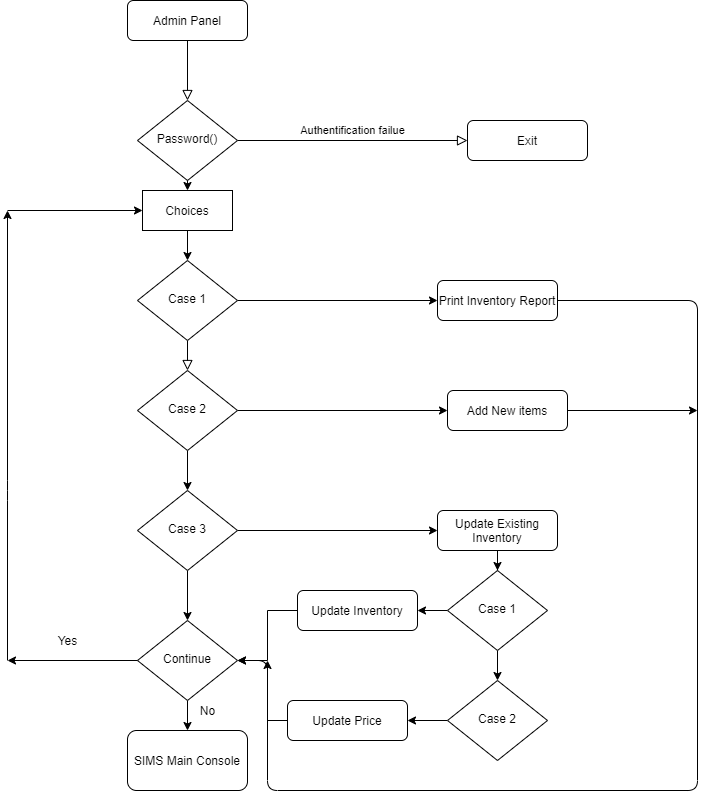 Admin Panel
Password()
Authentification failue
Exit
Choices
Case 1
Print Inventory Report
Case 2
Add New items
Case 3
Update Existing
Inventory
Case 1
Update Inventory
Yes
Continue
No
Update Price
Case 2
SIMS Main Console